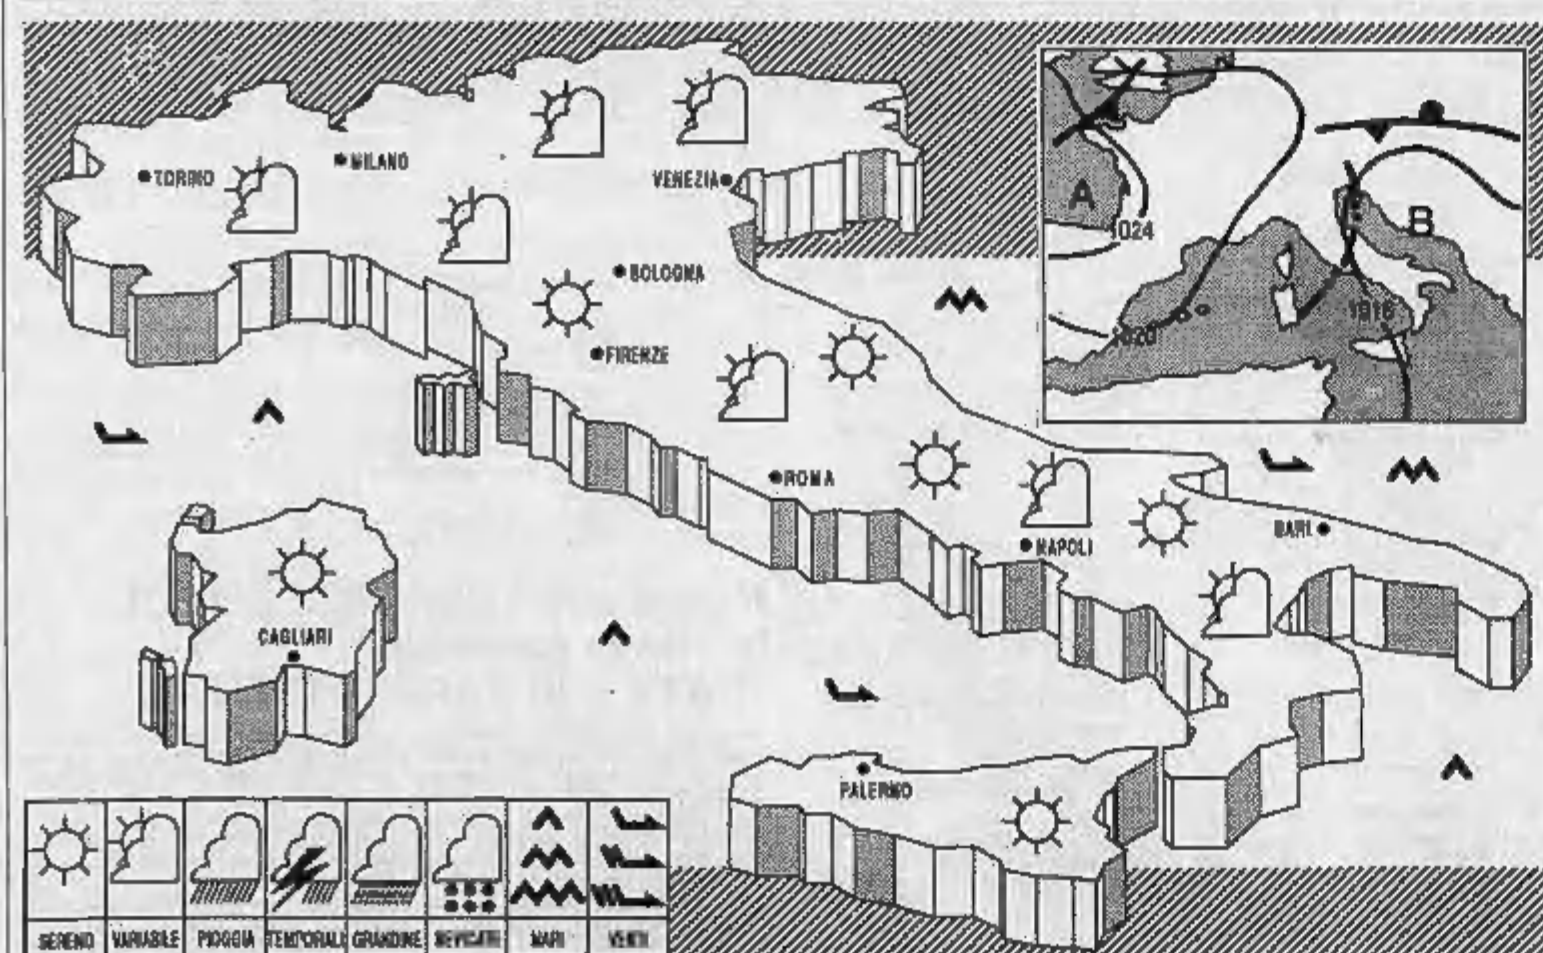 TORINO
MILANO
VENEZIA
BOLOGNA
FIRENZE
ROMA
NAPOLI
BARI
CAGLIARI
PALERMO
A
B
1024
1020
1016
SERENO VARIABILE PIOGGIA TEMPORALI GRANDINE NEVICATE MARI VENTI